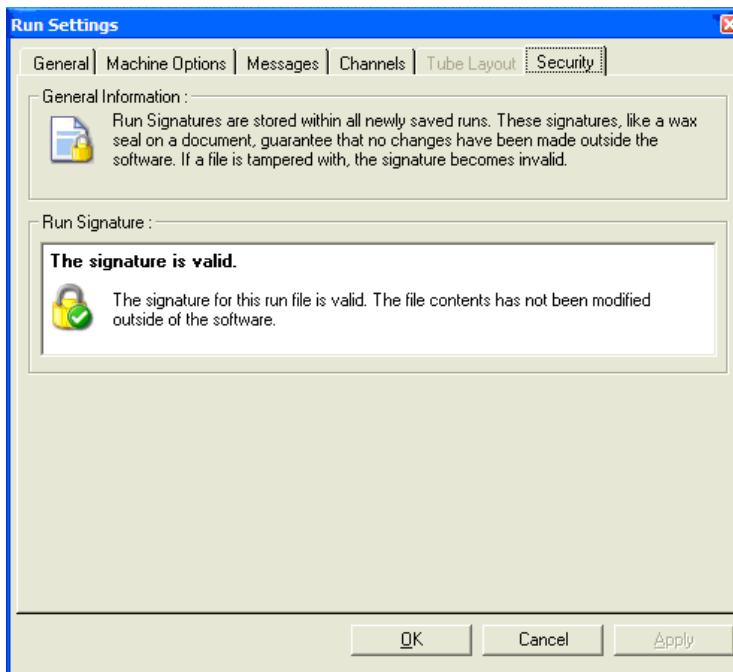 Run Settings
General Machine Options Messages Channels Tube Layout Security
General Information :
Run Signatures are stored within all newly saved runs. These signatures, like a wax
seal on a document, guarantee that no changes have been made outside the
software. If a file is tampered with, the signature becomes invalid.
Run Signature :
The signature is valid.
The signature for this run file is valid. The file contents has not been modified
outside of the software.
OK Cancel Apply